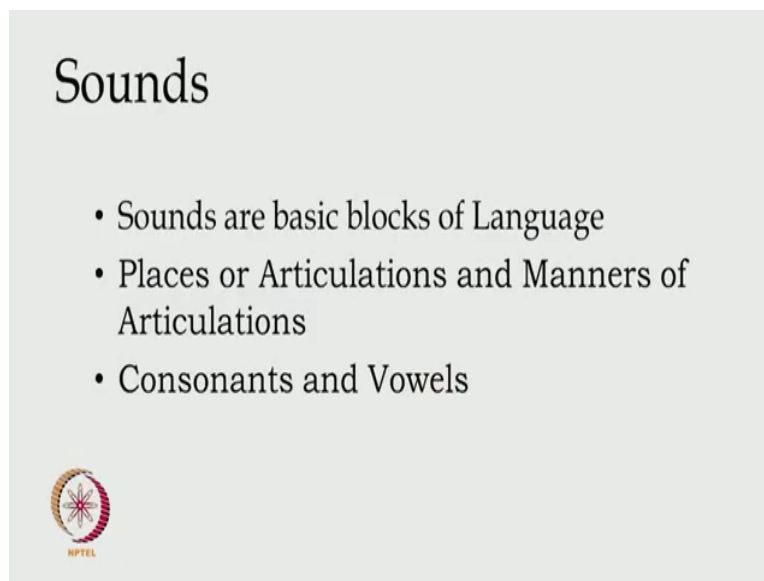 Sounds
• Sounds are basic blocks of Language
• Places or Articulations and Manners of
Articulations
• Consonants and Vowels
NPTEL